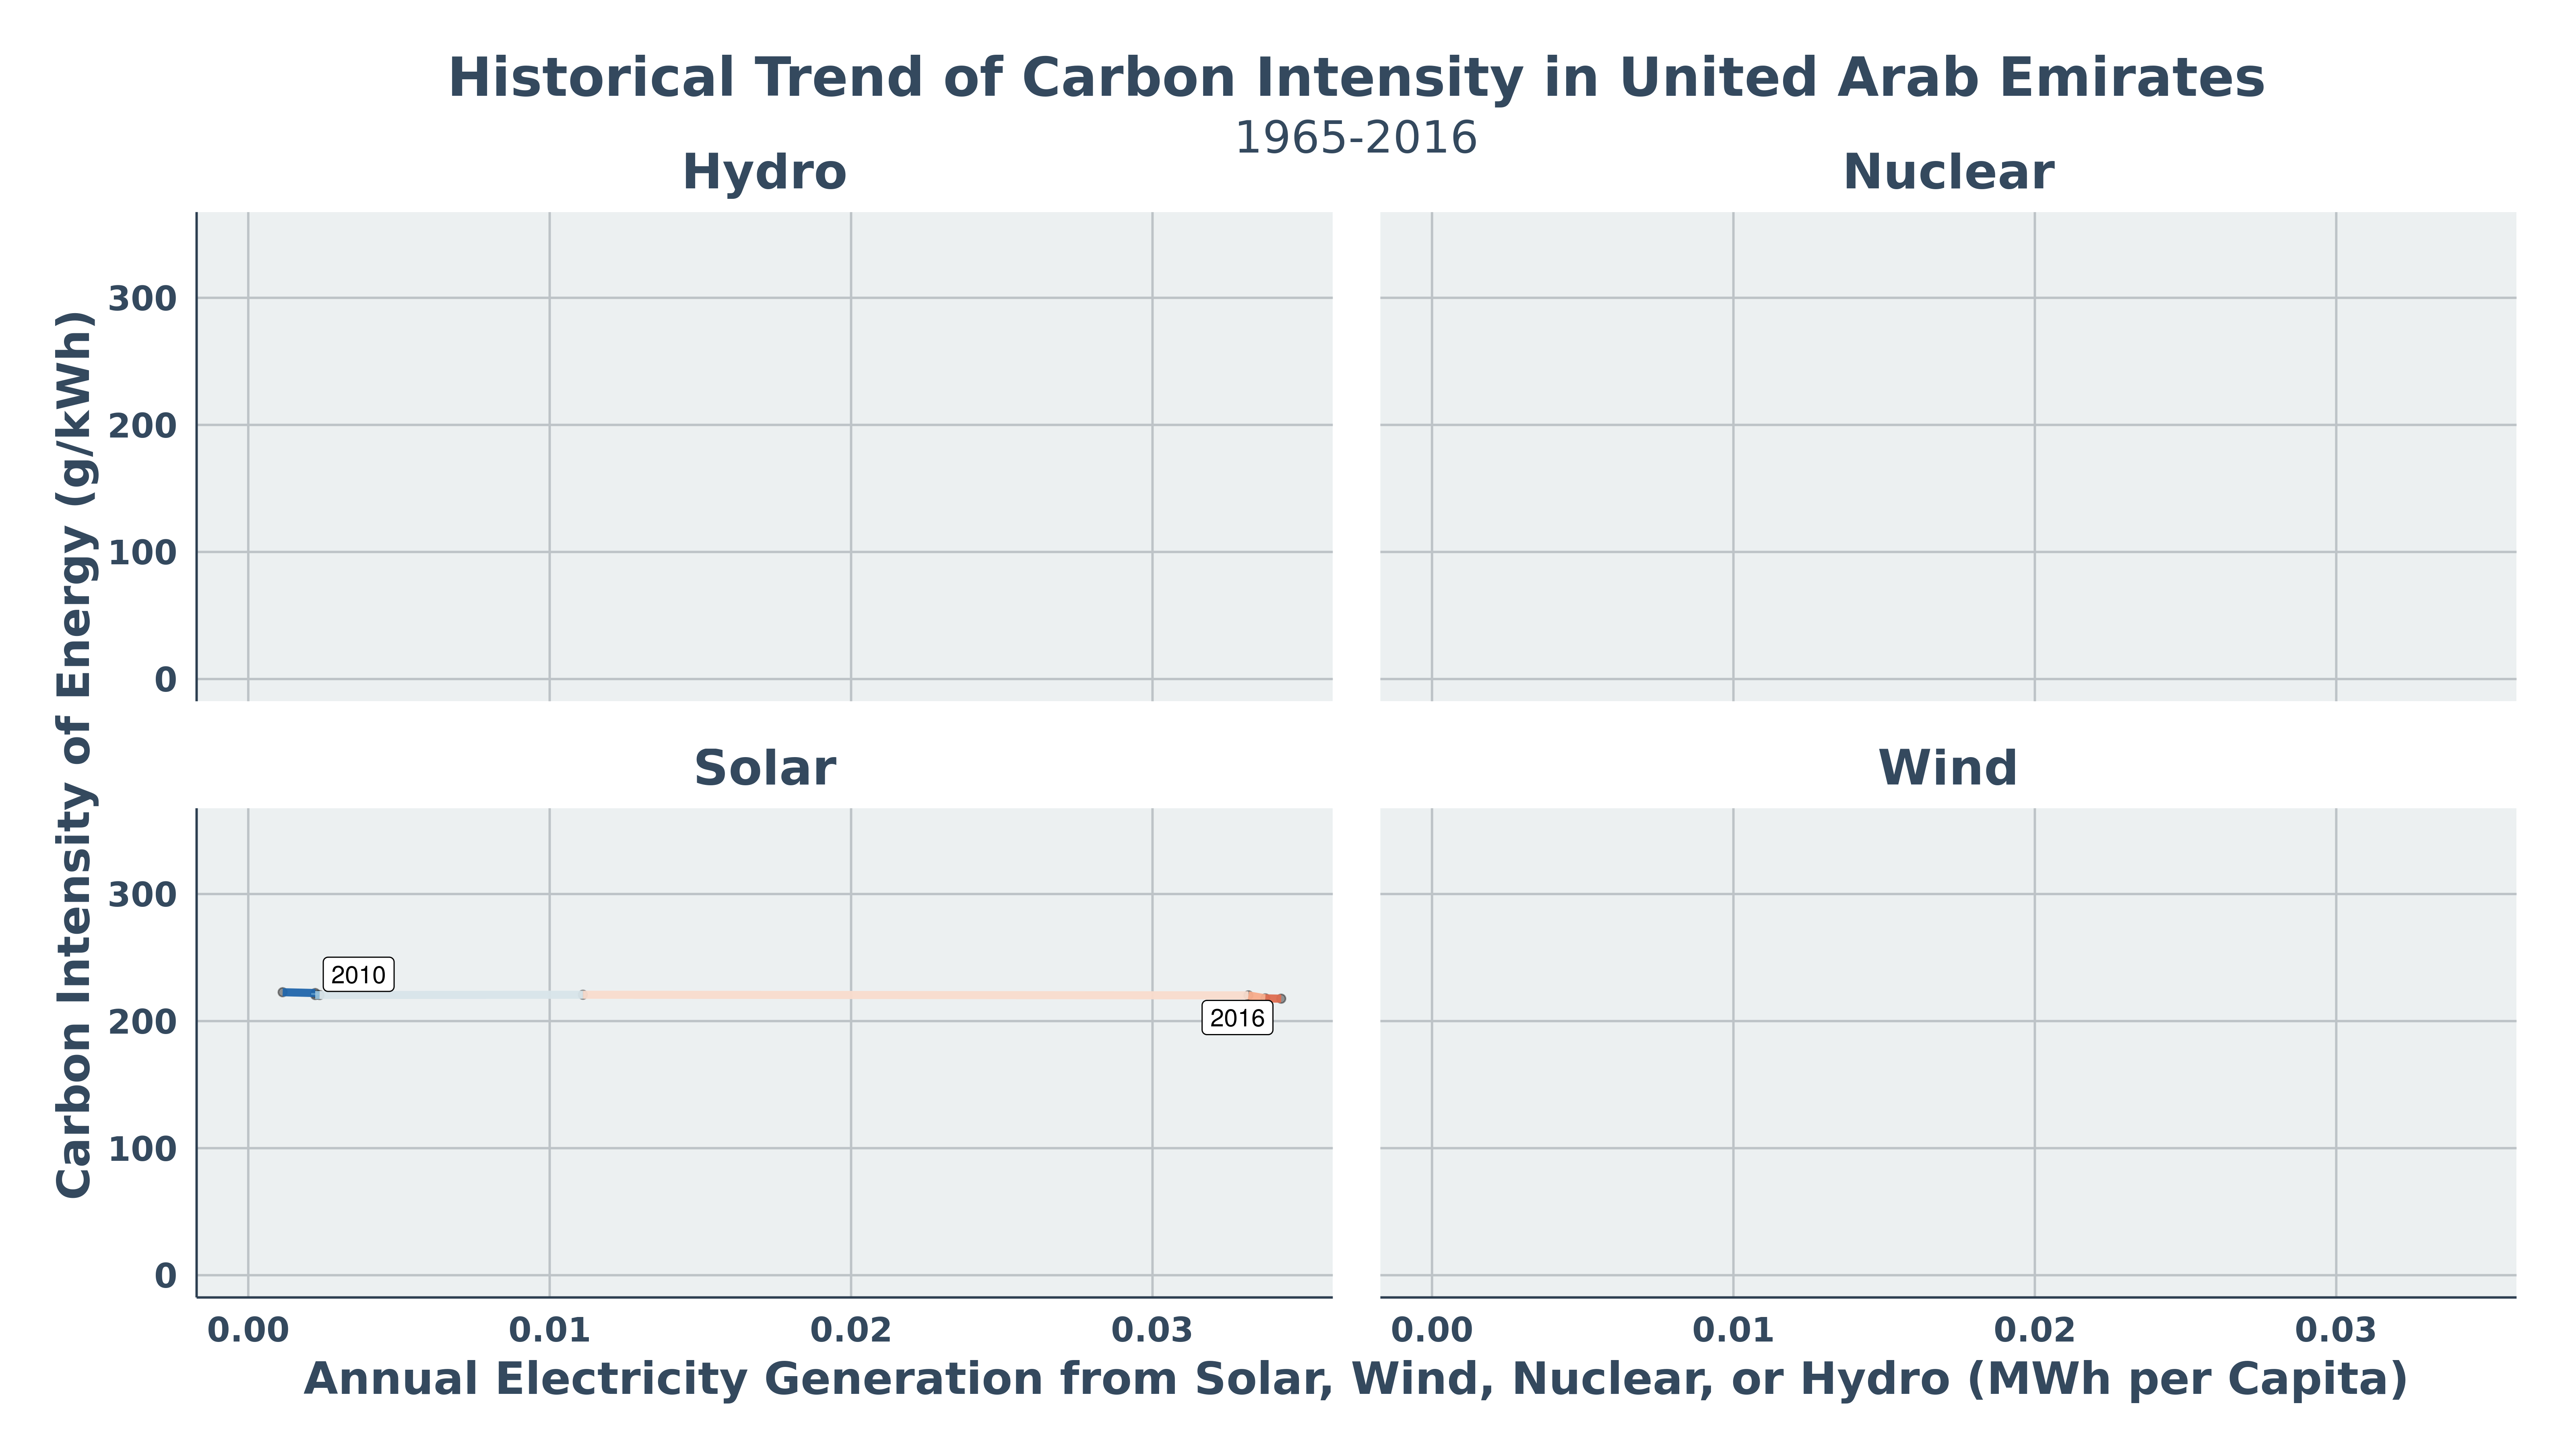 Historical Trend of Carbon Intensity in United Arab Emirates
1965-2016
Hydro
Nuclear
300
200
100
0
Solar
Wind
300
200
100
0
2010
2016
0.00
0.01
0.02
0.03
0.00
0.01
0.02
0.03
Annual Electricity Generation from Solar, Wind, Nuclear, or Hydro (MWh per Capita)
Carbon Intensity of Energy (g/kWh)